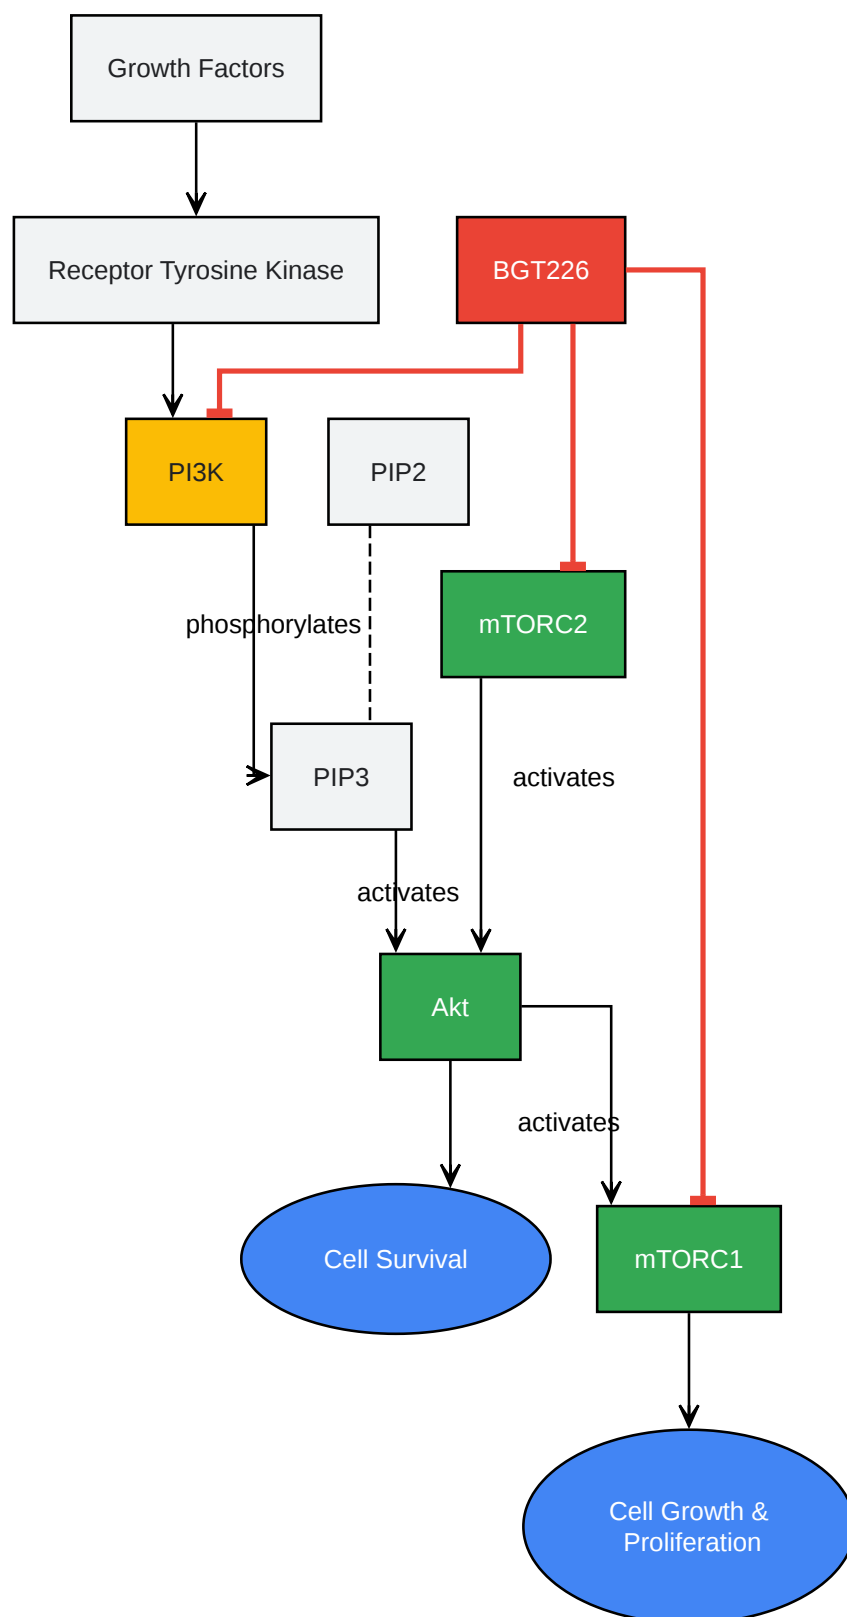 Growth Factors
Receptor Tyrosine Kinase
BGT226
PI3K
PIP2
phosphorylates
mTORC2
PIP3
activates
activates
Akt
activates
Cell Survival
mTORC1
Cell Growth &
Proliferation